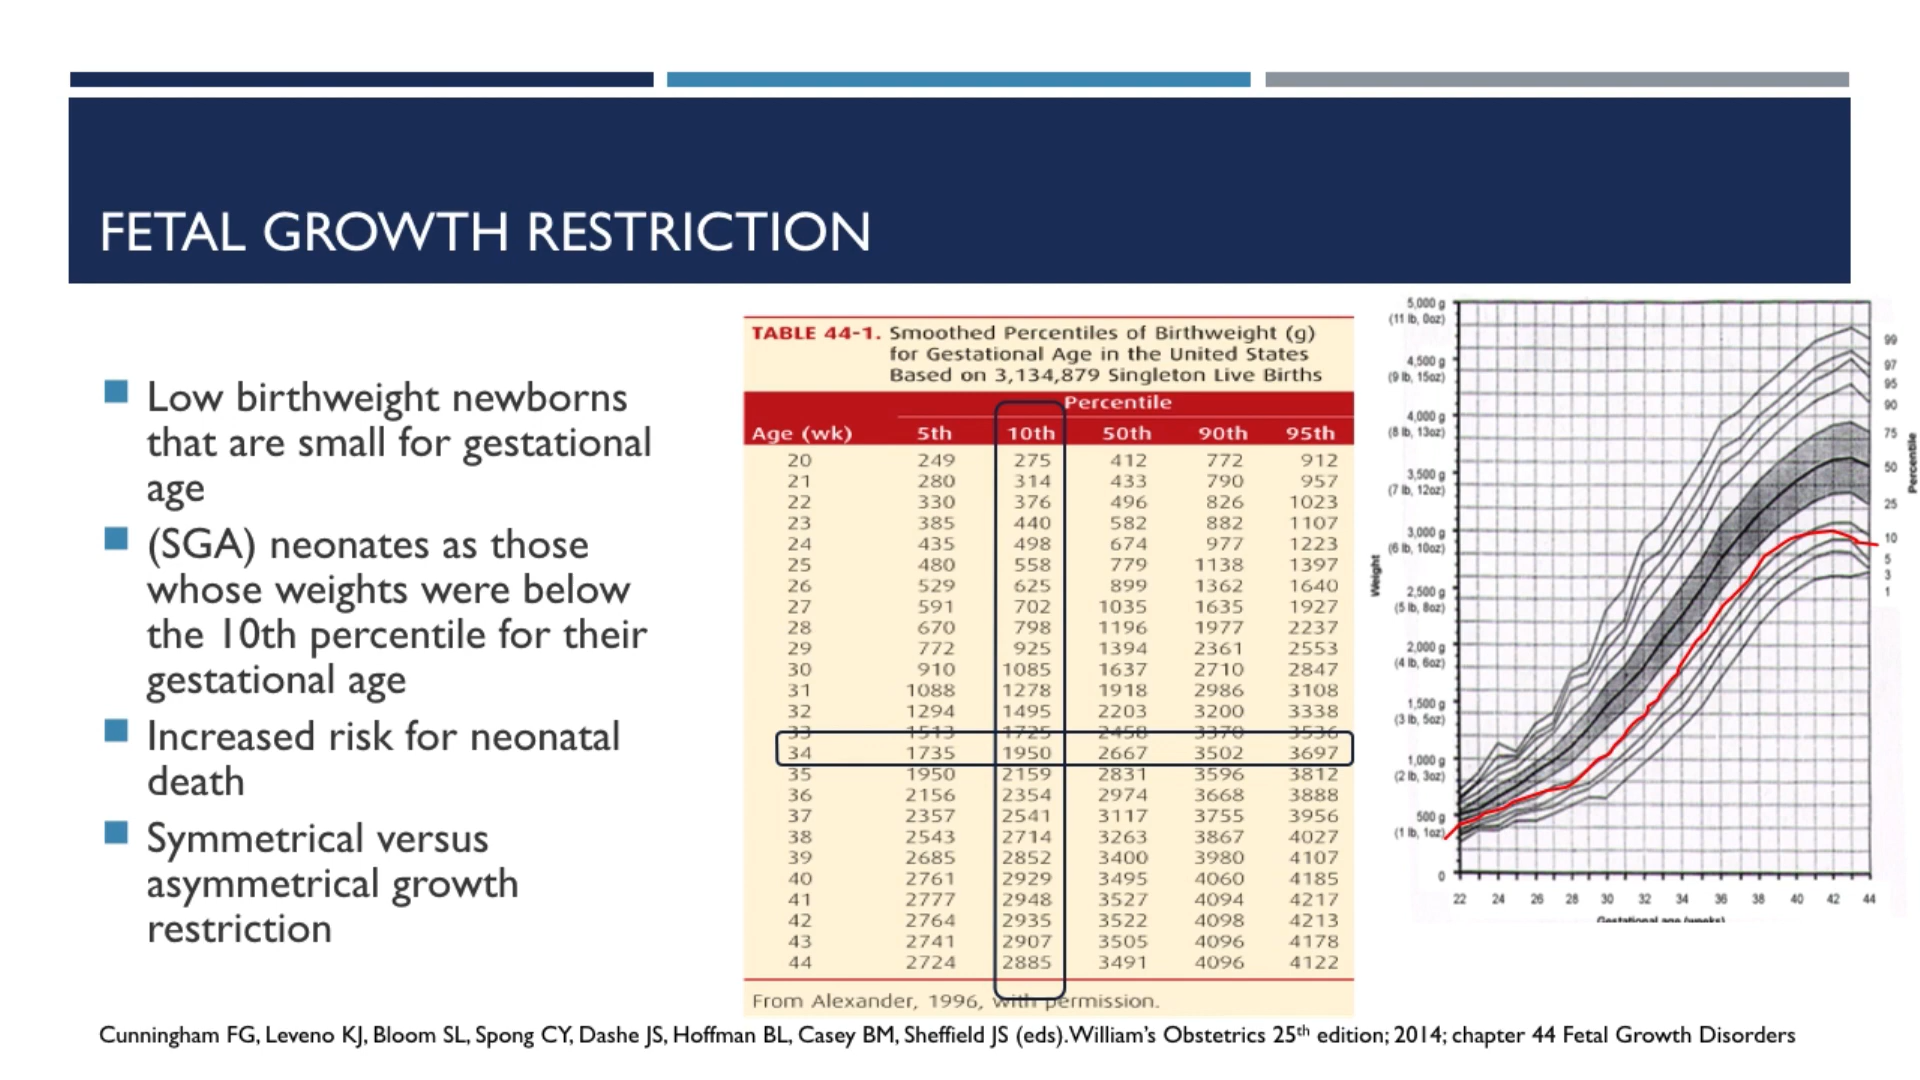 FETAL GROWTH RESTRICTION
Low birthweight newborns
that are small for gestational
age
(SGA) neonates as those
whose weights were below
the 10th percentile for their
gestational age
Increased risk for neonatal
death
Symmetrical versus
asymmetrical growth
restriction
TABLE 44-1. Smoothed Percentiles of Birthweight (g)
for Gestational Age in the United States
Based on 3,134,879 Singleton Live Births
Percentile
Age (wk) 5th 10th 50th 90th 95th
20 249 275 412 772 912
21 280 314 433 790 957
22 330 376 496 826 1023
23 385 440 582 882 1107
24 435 498 674 977 1223
25 480 558 779 1138 1397
26 529 625 899 1362 1640
27 591 702 1035 1635 1927
28 670 798 1196 1977 2237
29 772 925 1394 2361 2553
30 910 1085 1637 2710 2847
31 1088 1278 1918 2986 3108
32 1294 1495 2203 3200 3338
33 1513 1725 2458 3370 3536
34 1735 1950 2667 3502 3697
35 1950 2159 2831 3596 3812
36 2156 2354 2974 3668 3888
37 2357 2541 3117 3755 3956
38 2543 2714 3263 3867 4027
39 2685 2852 3400 3980 4107
40 2761 2929 3495 4060 4185
41 2777 2948 3527 4094 4217
42 2764 2935 3522 4098 4213
43 2741 2907 3505 4096 4178
44 2724 2885 3491 4096 4122
From Alexander, 1996, with permission.
5,000 g
(11 lb, 0oz)
4,500 g
(9 lb, 15oz)
4,000 g
(8 lb, 13oz)
3,500 g
(7 lb, 12oz)
3,000 g
(6 lb, 10oz)
2,500 g
(5 lb, 8oz)
2,000 g
(4 lb, 6oz)
1,500 g
(3 lb, 5oz)
1,000 g
(2 lb, 3oz)
500 g
(1 lb, 1oz)
0
Weight
99
97
95
90
75
50
25
10
5
3
1
Percentile
22 24 26 28 30 32 34 36 38 40 42 44
Gestational age (weeks)
Cunningham FG, Leveno KJ, Bloom SL, Spong CY, Dashe JS, Hoffman BL, Casey BM, Sheffield JS (eds).William's Obstetrics 25th edition; 2014; chapter 44 Fetal Growth Disorders